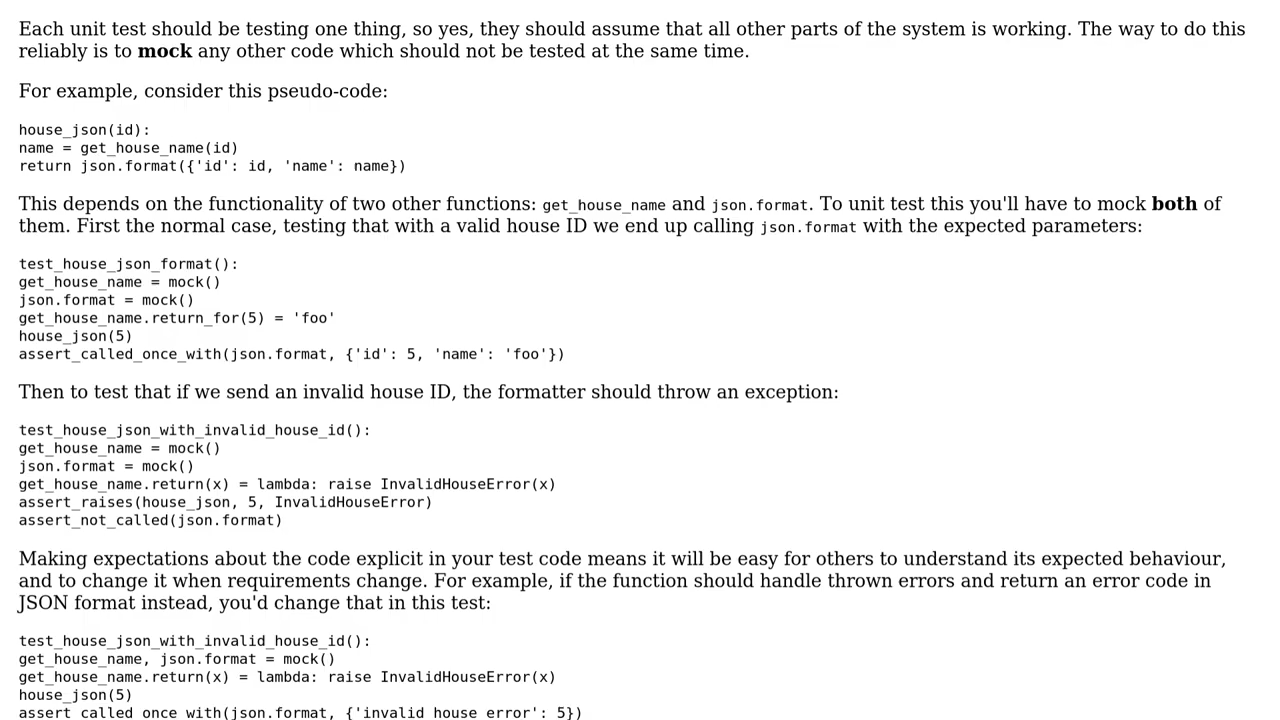 Each unit test should be testing one thing, so yes, they should assume that all other parts of the system is working. The way to do this
reliably is to mock any other code which should not be tested at the same time.
For example, consider this pseudo-code:
house_json(id):
name = get_house_name(id)
return json.format({'id': id, 'name': name})
This depends on the functionality of two other functions: get_house_name and json.format. To unit test this you'll have to mock both of
them. First the normal case, testing that with a valid house ID we end up calling json.format with the expected parameters:
test_house_json_format():
get_house_name = mock()
json.format = mock()
get_house_name.return_for(5) = 'foo'
house_json(5)
assert_called_once_with(json.format, {'id': 5, 'name': 'foo'})
Then to test that if we send an invalid house ID, the formatter should throw an exception:
test_house_json_with_invalid_house_id():
get_house_name = mock()
json.format = mock()
get_house_name.return(x) = lambda: raise InvalidHouseError(x)
assert_raises(house_json, 5, InvalidHouseError)
assert_not_called(json.format)
Making expectations about the code explicit in your test code means it will be easy for others to understand its expected behaviour,
and to change it when requirements change. For example, if the function should handle thrown errors and return an error code in
JSON format instead, you'd change that in this test:
test_house_json_with_invalid_house_id():
get_house_name, json.format = mock()
get_house_name.return(x) = lambda: raise InvalidHouseError(x)
house_json(5)
assert_called_once_with(json.format, {'invalid_house_error': 5})